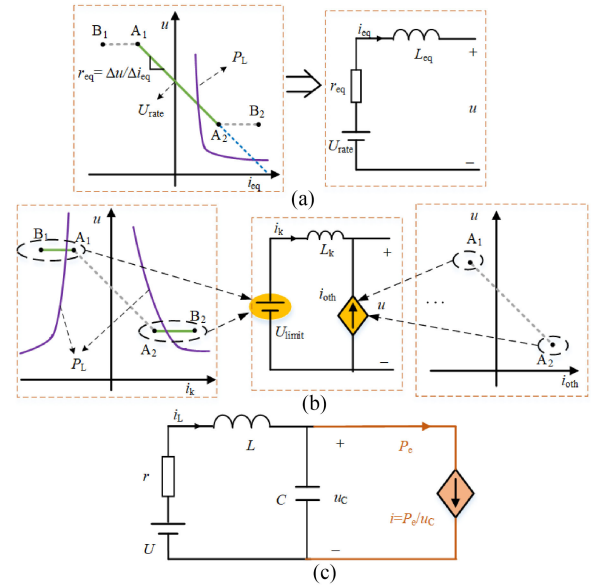 B1 A1 u
PL
req= Δu/Δieq
Urate
B2
A2
ieq
ieq
Leq
+
req
u
Urate
−
(a)
u
B1 A1
B2
A2
PL
ik
ik
Lk
+
ioth
u
Ulimit
−
(b)
u
A1
...
A2
ioth
iL
L
+
Pe
r
C
uC
i=Pe/uC
U
−
(c)